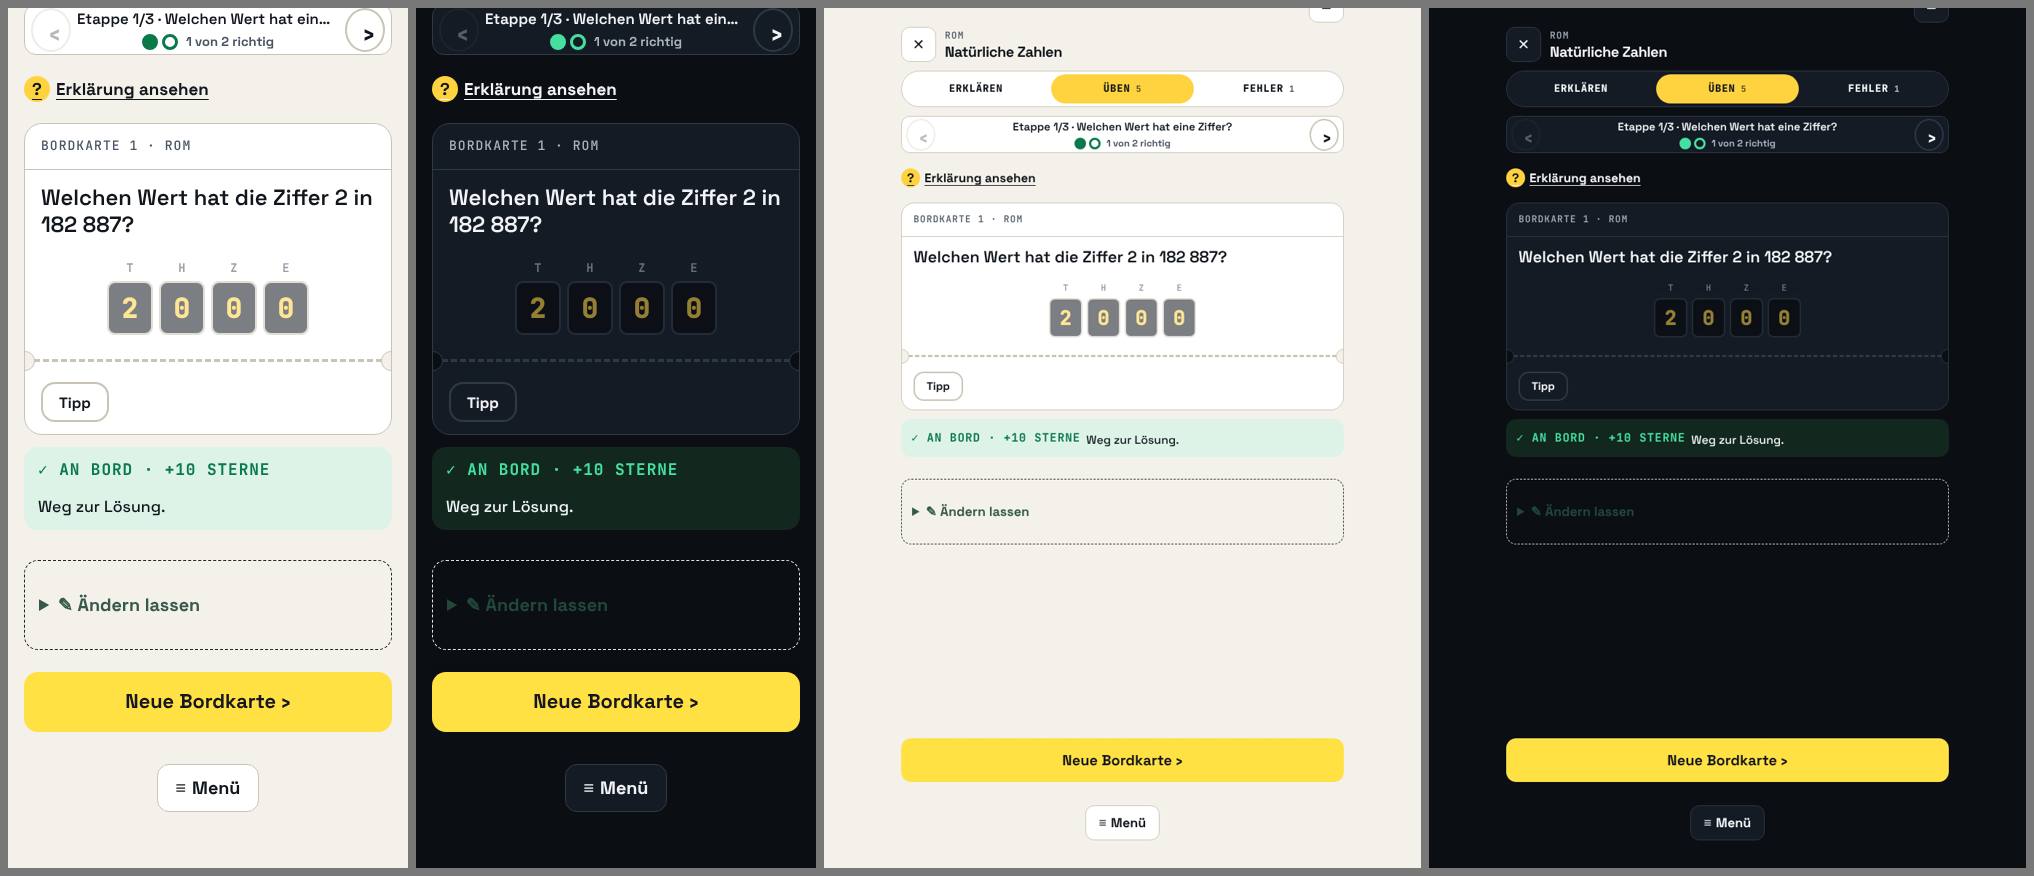 Etappe 1/3 · Welchen Wert hat ein...
<
1 von 2 richtig
>
? Erklärung ansehen
BORDKARTE 1 · ROM
Welchen Wert hat die Ziffer 2 in
182 887?
T H Z E
2 0 0 0
Tipp
✓ AN BORD · +10 STERNE
Weg zur Lösung.
▶ ✎ Ändern lassen
Neue Bordkarte >
≡ Menü
Etappe 1/3 · Welchen Wert hat ein...
<
1 von 2 richtig
>
? Erklärung ansehen
BORDKARTE 1 · ROM
Welchen Wert hat die Ziffer 2 in
182 887?
T H Z E
2 0 0 0
Tipp
✓ AN BORD · +10 STERNE
Weg zur Lösung.
▶ ✎ Ändern lassen
Neue Bordkarte >
≡ Menü
✕
ROM
Natürliche Zahlen
ERKLÄREN ÜBEN 5 FEHLER 1
Etappe 1/3 · Welchen Wert hat eine Ziffer?
<
1 von 2 richtig
>
? Erklärung ansehen
BORDKARTE 1 · ROM
Welchen Wert hat die Ziffer 2 in 182 887?
T H Z E
2 0 0 0
Tipp
✓ AN BORD · +10 STERNE Weg zur Lösung.
▶ ✎ Ändern lassen
Neue Bordkarte >
≡ Menü
✕
ROM
Natürliche Zahlen
ERKLÄREN ÜBEN 5 FEHLER 1
Etappe 1/3 · Welchen Wert hat eine Ziffer?
<
1 von 2 richtig
>
? Erklärung ansehen
BORDKARTE 1 · ROM
Welchen Wert hat die Ziffer 2 in 182 887?
T H Z E
2 0 0 0
Tipp
✓ AN BORD · +10 STERNE Weg zur Lösung.
▶ ✎ Ändern lassen
Neue Bordkarte >
≡ Menü